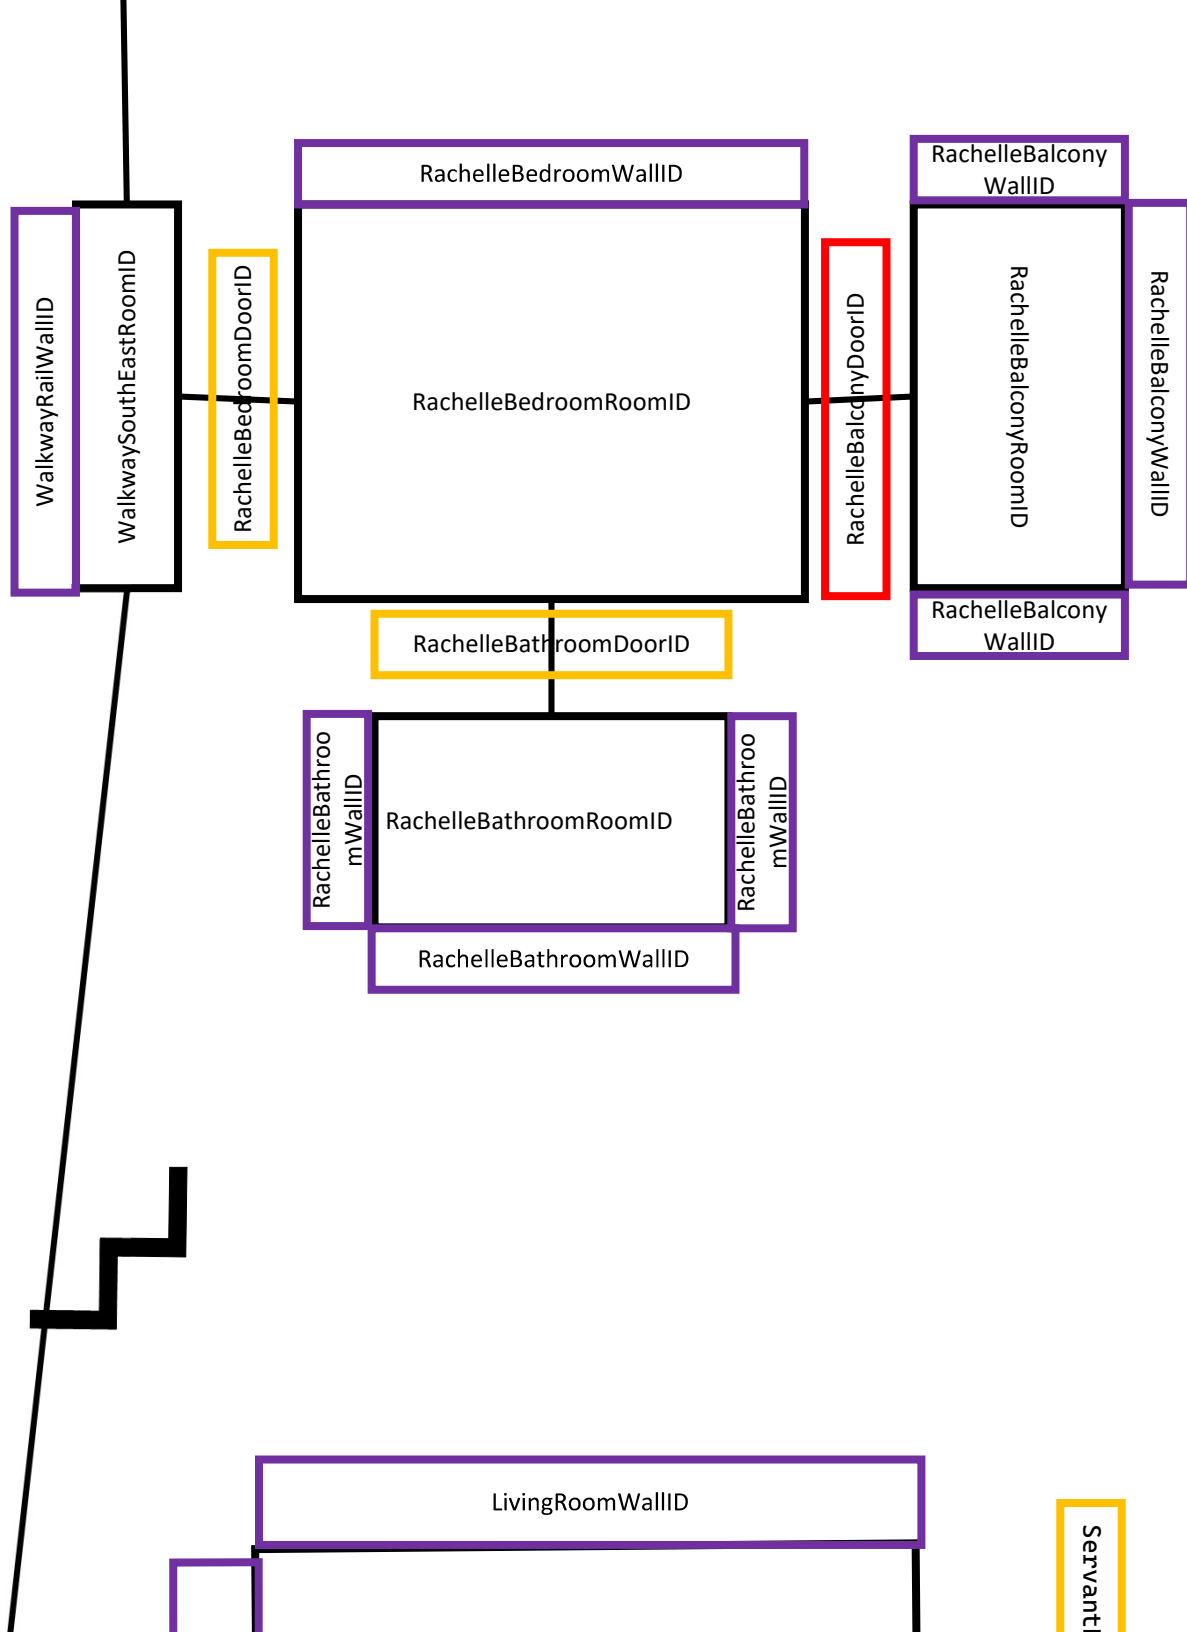 RachelleBedroomWallID
RachelleBalcony
WallID
WalkwayRailWallID
WalkwaySouthEastRoomID
RachelleBedroomDoorID
RachelleBedroomRoomID
RachelleBalconyDoorID
RachelleBalconyRoomID
RachelleBalconyWallID
RachelleBalcony
WallID
RachelleBathroomDoorID
RachelleBathroo
mWallID
RachelleBathroomRoomID
RachelleBathroo
mWallID
RachelleBathroomWallID
LivingRoomWallID